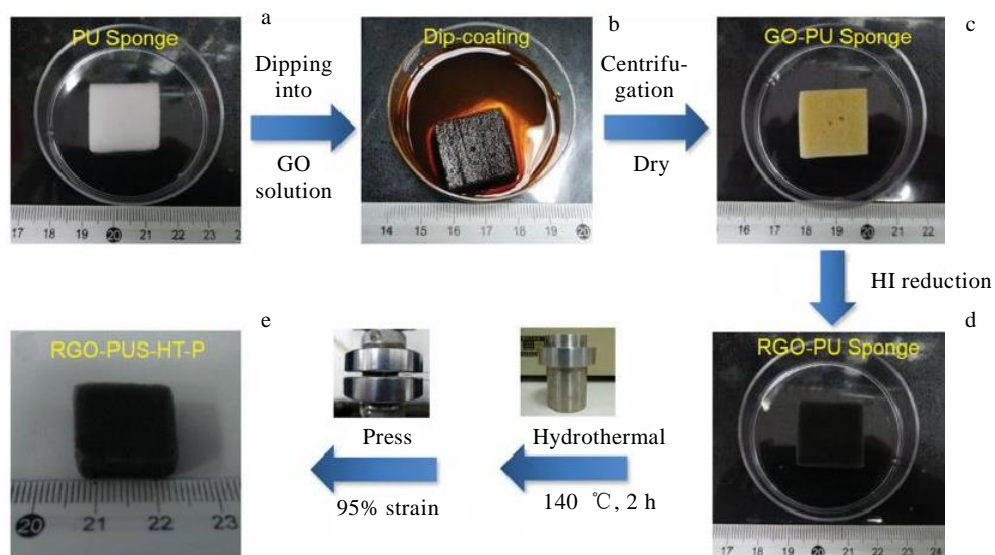 a
PU Sponge
17 18 19 20 21 22 23 2
Dipping
into
GO
solution
b
Dip-coating
14 15 16 17 18 19 20
Centrifu-
gation
Dry
c
GO-PU Sponge
16 17 18 19 20 21 22
HI reduction
d
RGO-PU Sponge
17 18 19 20 21 22 23 24
Hydrothermal
140 ℃, 2 h
Press
95% strain
e
RGO-PUS-HT-P
20 21 22 23